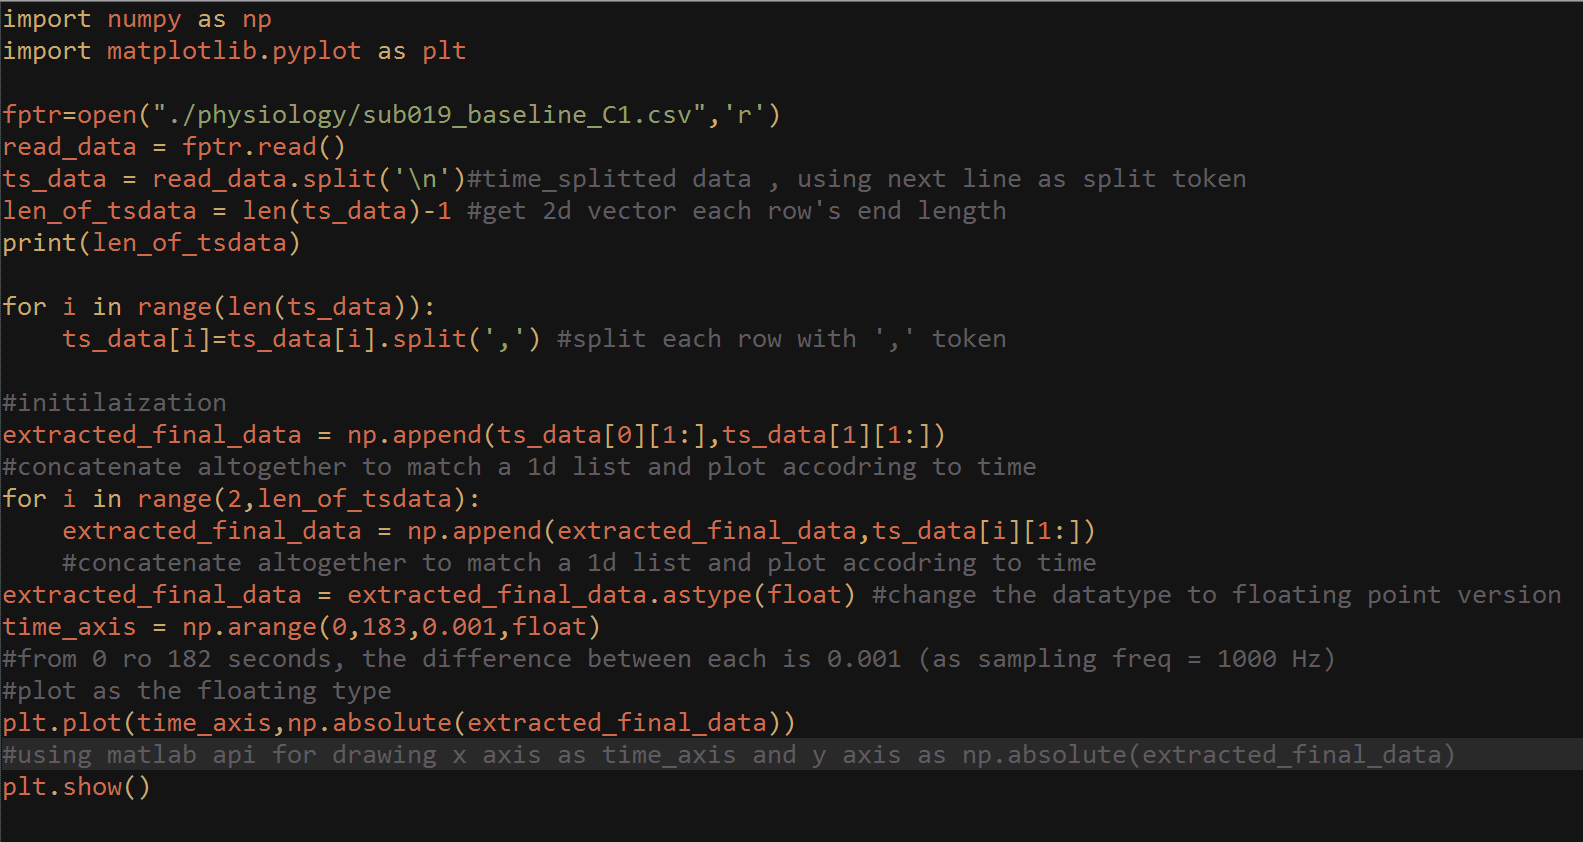 import numpy as np
import matplotlib.pyplot as plt
fptr=open("./physiology/sub019_baseline_C1.csv",'r')
read_data = fptr.read()
ts_data = read_data.split('\n')#time_splitted data , using next line as split token
len_of_tsdata = len(ts_data)-1 #get 2d vector each row's end length
print(len_of_tsdata)
for i in range(len(ts_data)):
    ts_data[i]=ts_data[i].split(',') #split each row with ',' token
#initilaization
extracted_final_data = np.append(ts_data[0][1:],ts_data[1][1:])
#concatenate altogether to match a 1d list and plot accodring to time
for i in range(2,len_of_tsdata):
    extracted_final_data = np.append(extracted_final_data,ts_data[i][1:])
    #concatenate altogether to match a 1d list and plot accodring to time
extracted_final_data = extracted_final_data.astype(float) #change the datatype to floating point version
time_axis = np.arange(0,183,0.001,float)
#from 0 ro 182 seconds, the difference between each is 0.001 (as sampling freq = 1000 Hz)
#plot as the floating type
plt.plot(time_axis,np.absolute(extracted_final_data))
#using matlab api for drawing x axis as time_axis and y axis as np.absolute(extracted_final_data)
plt.show()